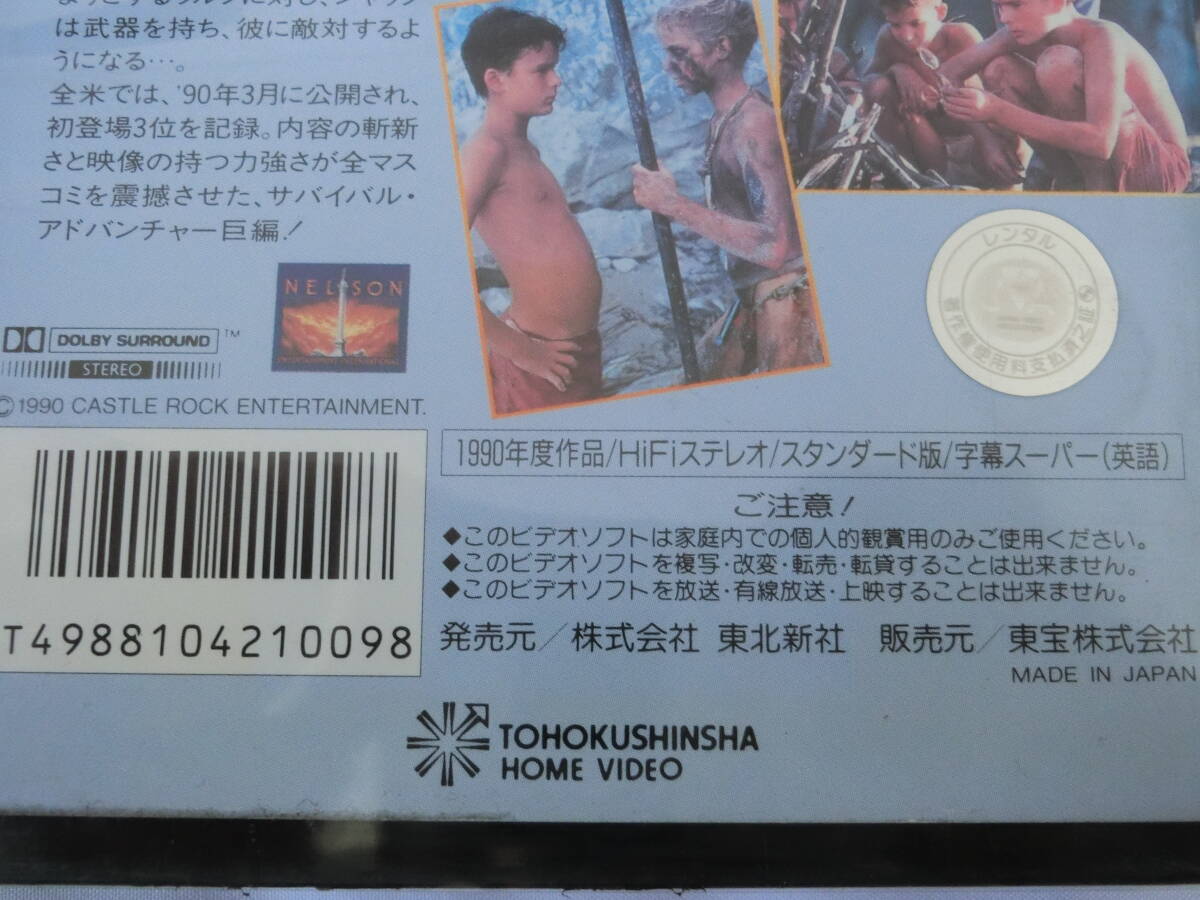 は武器を持ち、彼に敵対するよ
うになる…。
全米では、'90年3月に公開され、
初登場3位を記録。内容の斬新
さと映像の持つ力強さが全マス
コミを震撼させた、サバイバル・
アドバンチャー巨編!
NELSON
DOLBY SURROUND TM
STEREO
© 1990 CASTLE ROCK ENTERTAINMENT.
T4988104210098
レンタル
著作権使用料支払済之証
1990年度作品/HiFiステレオ/スタンダード版/字幕スーパー(英語)
ご注意!
◆このビデオソフトは家庭内での個人的観賞用のみご使用ください。
◆このビデオソフトを複写・改変・転売・転貸することは出来ません。
◆このビデオソフトを放送・有線放送・上映することは出来ません。
発売元/株式会社 東北新社 販売元/東宝株式会社
MADE IN JAPAN
TOHOKUSHINSHA
HOME VIDEO